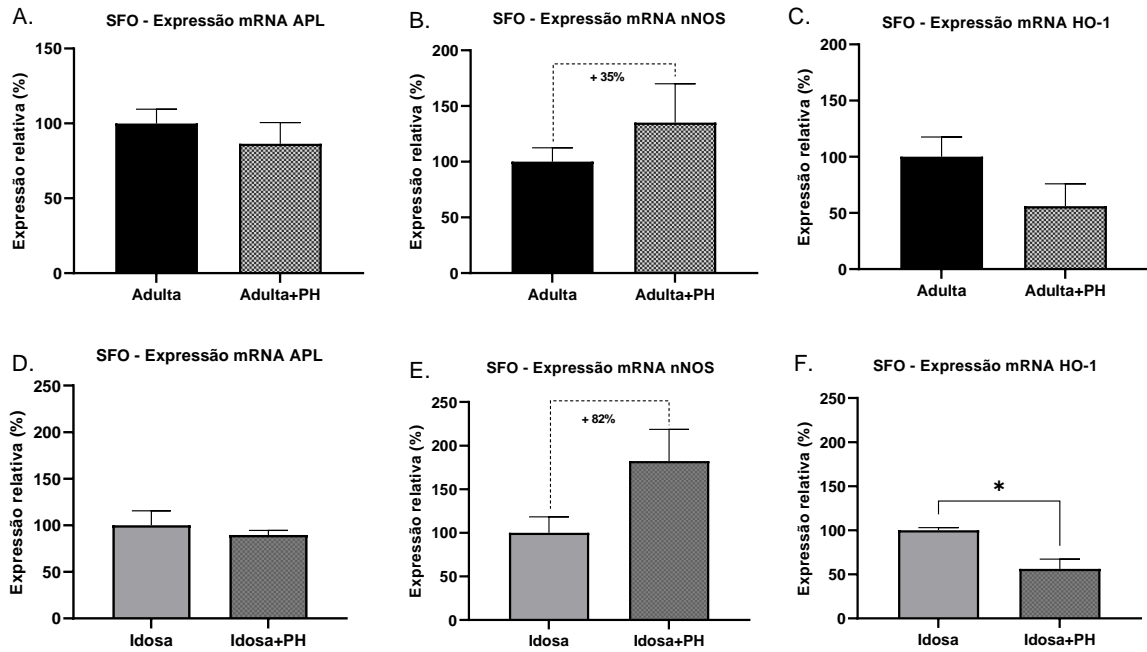 A.
SFO - Expressão mRNA APL
Expressão relativa (%)
150
100
50
0
Adulta
Adulta+PH
B.
SFO - Expressão mRNA nNOS
Expressão relativa (%)
200
150
100
50
0
+ 35%
Adulta
Adulta+PH
C.
SFO - Expressão mRNA HO-1
Expressão relativa (%)
200
150
100
50
0
Adulta
Adulta+PH
D.
SFO - Expressão mRNA APL
Expressão relativa (%)
250
200
150
100
50
0
Idosa
Idosa+PH
E.
SFO - Expressão mRNA nNOS
Expressão relativa (%)
250
200
150
100
50
0
+ 82%
Idosa
Idosa+PH
F.
SFO - Expressão mRNA HO-1
Expressão relativa (%)
250
200
150
100
50
0
*
Idosa
Idosa+PH